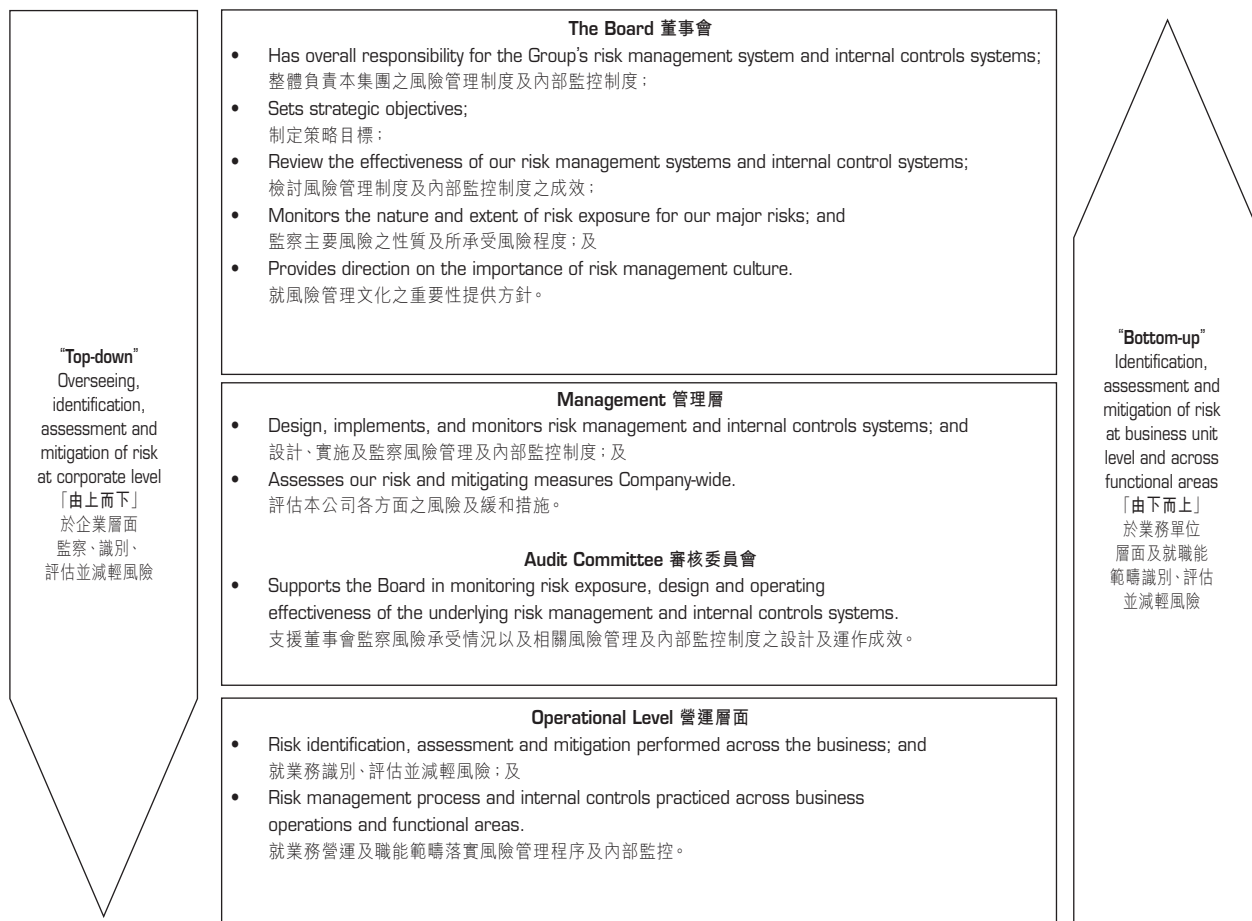 "Top-down"
Overseeing,
identification,
assessment and
mitigation of risk
at corporate level
「由上而下」
於企業層面
監察、識別、
評估並減輕風險
The Board 董事會
• Has overall responsibility for the Group's risk management system and internal controls systems;
整體負責本集團之風險管理制度及內部監控制度；
• Sets strategic objectives;
制定策略目標；
• Review the effectiveness of our risk management systems and internal control systems;
檢討風險管理制度及內部監控制度之成效；
• Monitors the nature and extent of risk exposure for our major risks; and
監察主要風險之性質及所承受風險程度；及
• Provides direction on the importance of risk management culture.
就風險管理文化之重要性提供方針。
Management 管理層
• Design, implements, and monitors risk management and internal controls systems; and
設計、實施及監察風險管理及內部監控制度；及
• Assesses our risk and mitigating measures Company-wide.
評估本公司各方面之風險及緩和措施。
Audit Committee 審核委員會
• Supports the Board in monitoring risk exposure, design and operating
effectiveness of the underlying risk management and internal controls systems.
支援董事會監察風險承受情況以及相關風險管理及內部監控制度之設計及運作成效。
Operational Level 營運層面
• Risk identification, assessment and mitigation performed across the business; and
就業務識別、評估並減輕風險；及
• Risk management process and internal controls practiced across business
operations and functional areas.
就業務營運及職能範疇落實風險管理程序及內部監控。
"Bottom-up"
Identification,
assessment and
mitigation of risk
at business unit
level and across
functional areas
「由下而上」
於業務單位
層面及就職能
範疇識別、評估
並減輕風險